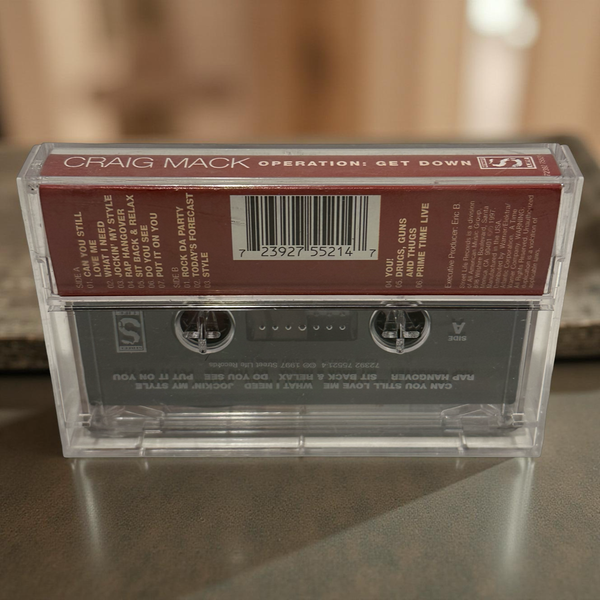 CRAIG MACK OPERATION: GET DOWN
SIDE A
01. CAN YOU STILL
LOVE ME
02. WHAT I NEED
03. JOCKIN' MY STYLE
04. RAP HANGOVER
05. SIT BACK & RELAX
06. DO YOU SEE
07. PUT IT ON YOU
SIDE B
01. ROCK DA PARTY
02. TODAY'S FORECAST
03. STYLE
7 23927 55214 7
04. YOU!
05. DRUGS, GUNS
AND THUGS
06. PRIME TIME LIVE
Executive Producer: Eric B
SIDE
A
CAN YOU STILL LOVE ME WHAT I NEED JOCKIN' MY STYLE
RAP HANGOVER SIT BACK & RELAX DO YOU SEE PUT IT ON YOU
1997 Street Life Records